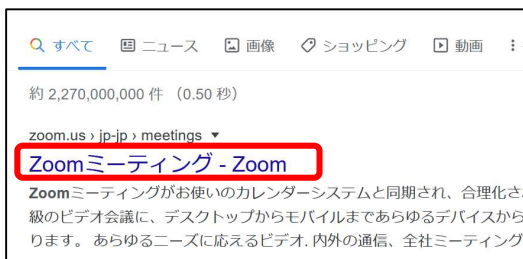 すべて ニュース 画像 ショッピング 動画
約 2,270,000,000 件 （0.50 秒）
zoom.us › jp-jp › meetings ▼
Zoomミーティング - Zoom
Zoomミーティングがお使いのカレンダーシステムと同期され、合理化さ
級のビデオ会議に、デスクトップからモバイルまであらゆるデバイスから
ります。 あらゆるニーズに応えるビデオ. 内外の通信、全社ミーティング